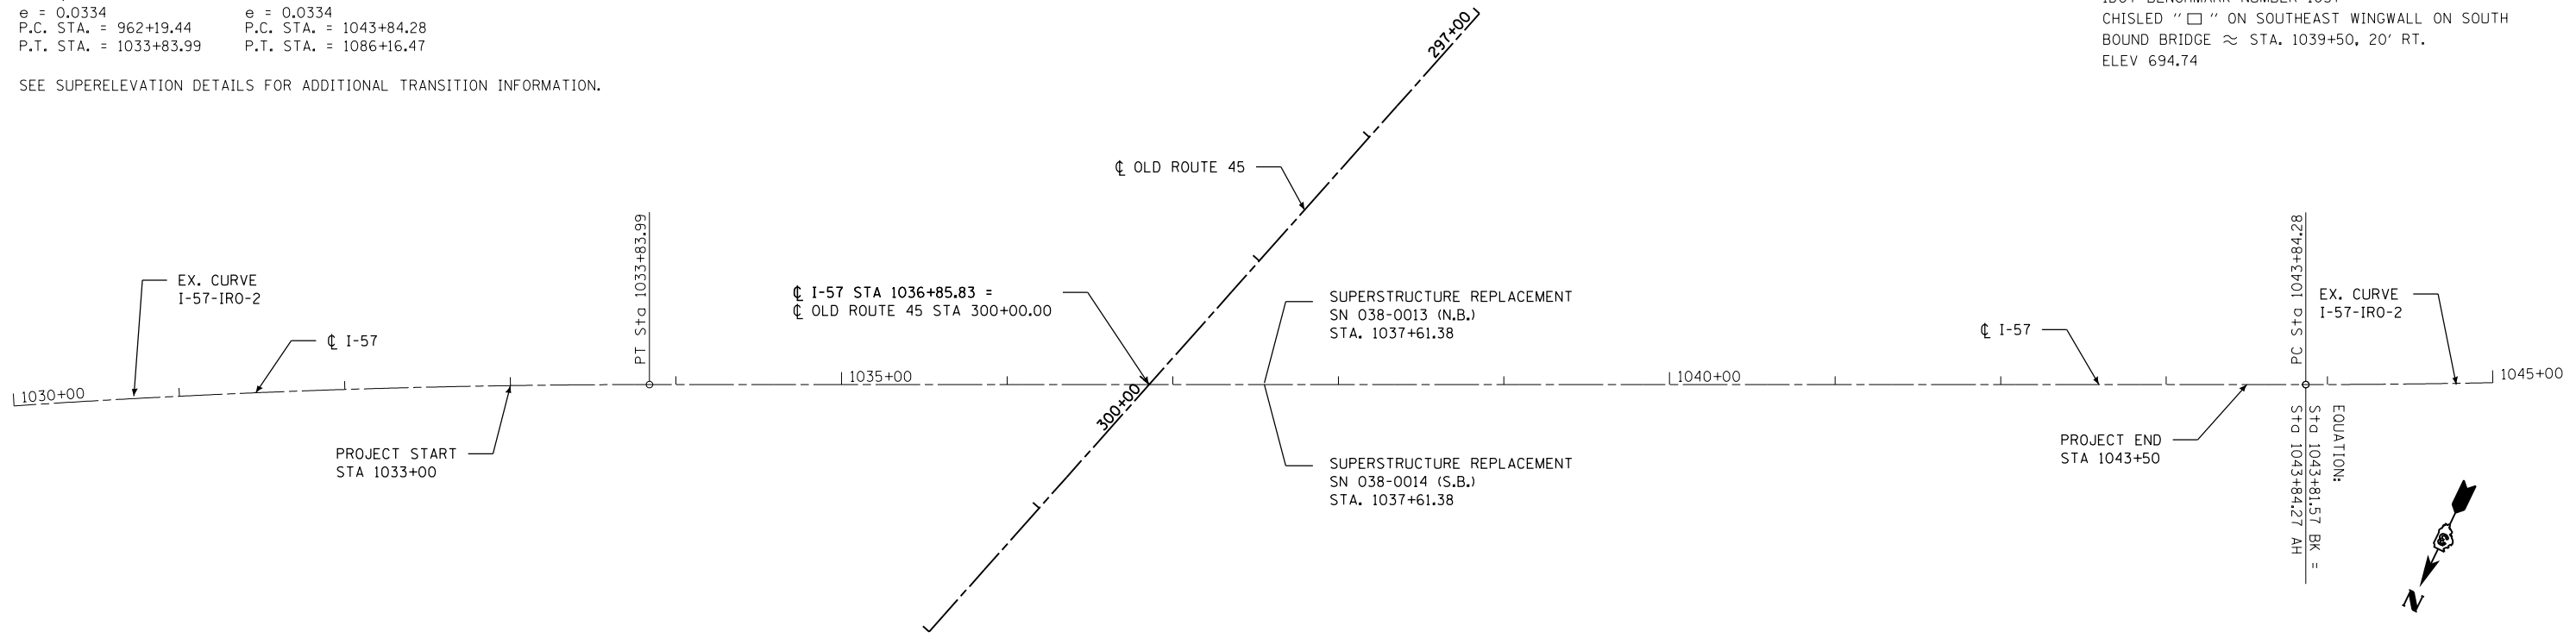 e = 0.0334
P.C. STA. = 962+19.44
P.T. STA. = 1033+83.99
e = 0.0334
P.C. STA. = 1043+84.28
P.T. STA. = 1086+16.47
SEE SUPERELEVATION DETAILS FOR ADDITIONAL TRANSITION INFORMATION.
CHISLED "□" ON SOUTHEAST WINGWALL ON SOUTH
BOUND BRIDGE ≈ STA. 1039+50, 20' RT.
ELEV 694.74
297+00
℄ OLD ROUTE 45
PT Sta 1033+83.99
PC Sta 1043+84.28
EX. CURVE
I-57-IRO-2
℄ I-57
℄ I-57 STA 1036+85.83 =
℄ OLD ROUTE 45 STA 300+00.00
SUPERSTRUCTURE REPLACEMENT
SN 038-0013 (N.B.)
STA. 1037+61.38
℄ I-57
EX. CURVE
I-57-IRO-2
1030+00
1035+00
1040+00
1045+00
300+00
PROJECT START
STA 1033+00
SUPERSTRUCTURE REPLACEMENT
SN 038-0014 (S.B.)
STA. 1037+61.38
PROJECT END
STA 1043+50
EQUATION:
Sta 1043+81.57 BK =
Sta 1043+84.27 AH
N